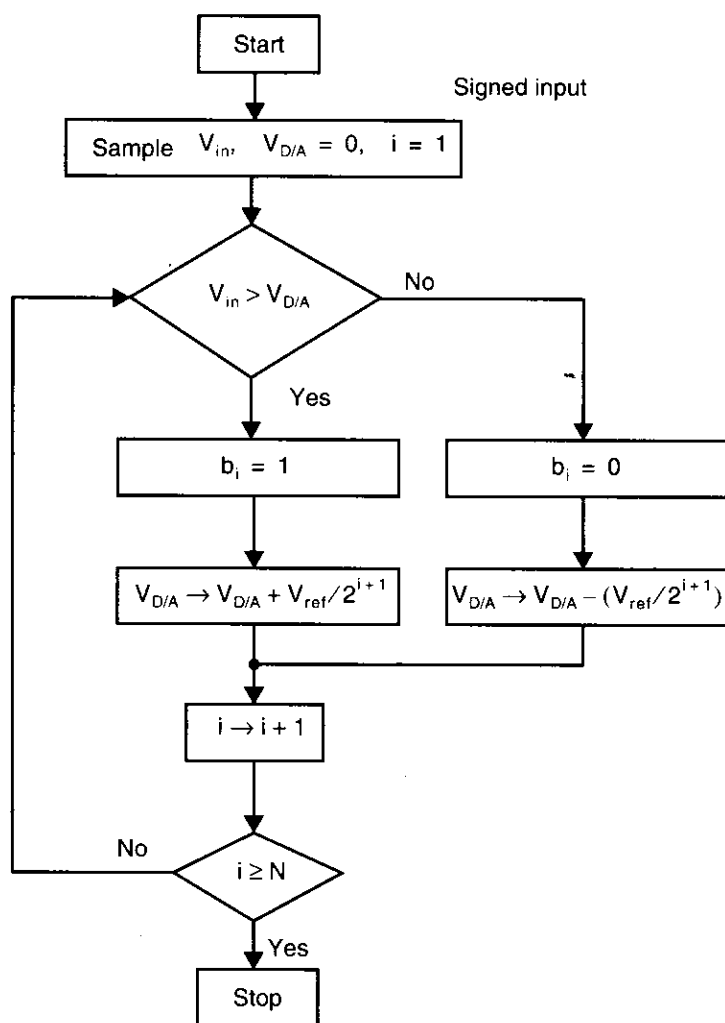 Start
Signed input
Sample V_in, V_D/A = 0, i = 1
V_in > V_D/A
No
Yes
b_i = 1
b_i = 0
V_D/A → V_D/A + V_ref/2^{i+1}
V_D/A → V_D/A − (V_ref/2^{i+1})
i → i + 1
No
i ≥ N
Yes
Stop